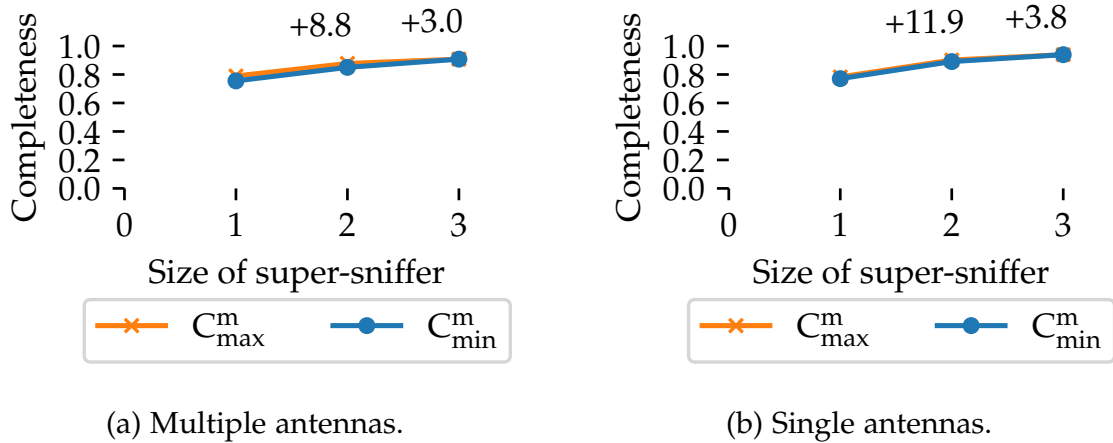 +8.8 +3.0
1.0
0.8
0.6
0.4
0.2
0.0
Completeness
0 1 2 3
Size of super-sniffer
C^m_max C^m_min
(a) Multiple antennas.
+11.9 +3.8
1.0
0.8
0.6
0.4
0.2
0.0
Completeness
0 1 2 3
Size of super-sniffer
C^m_max C^m_min
(b) Single antennas.